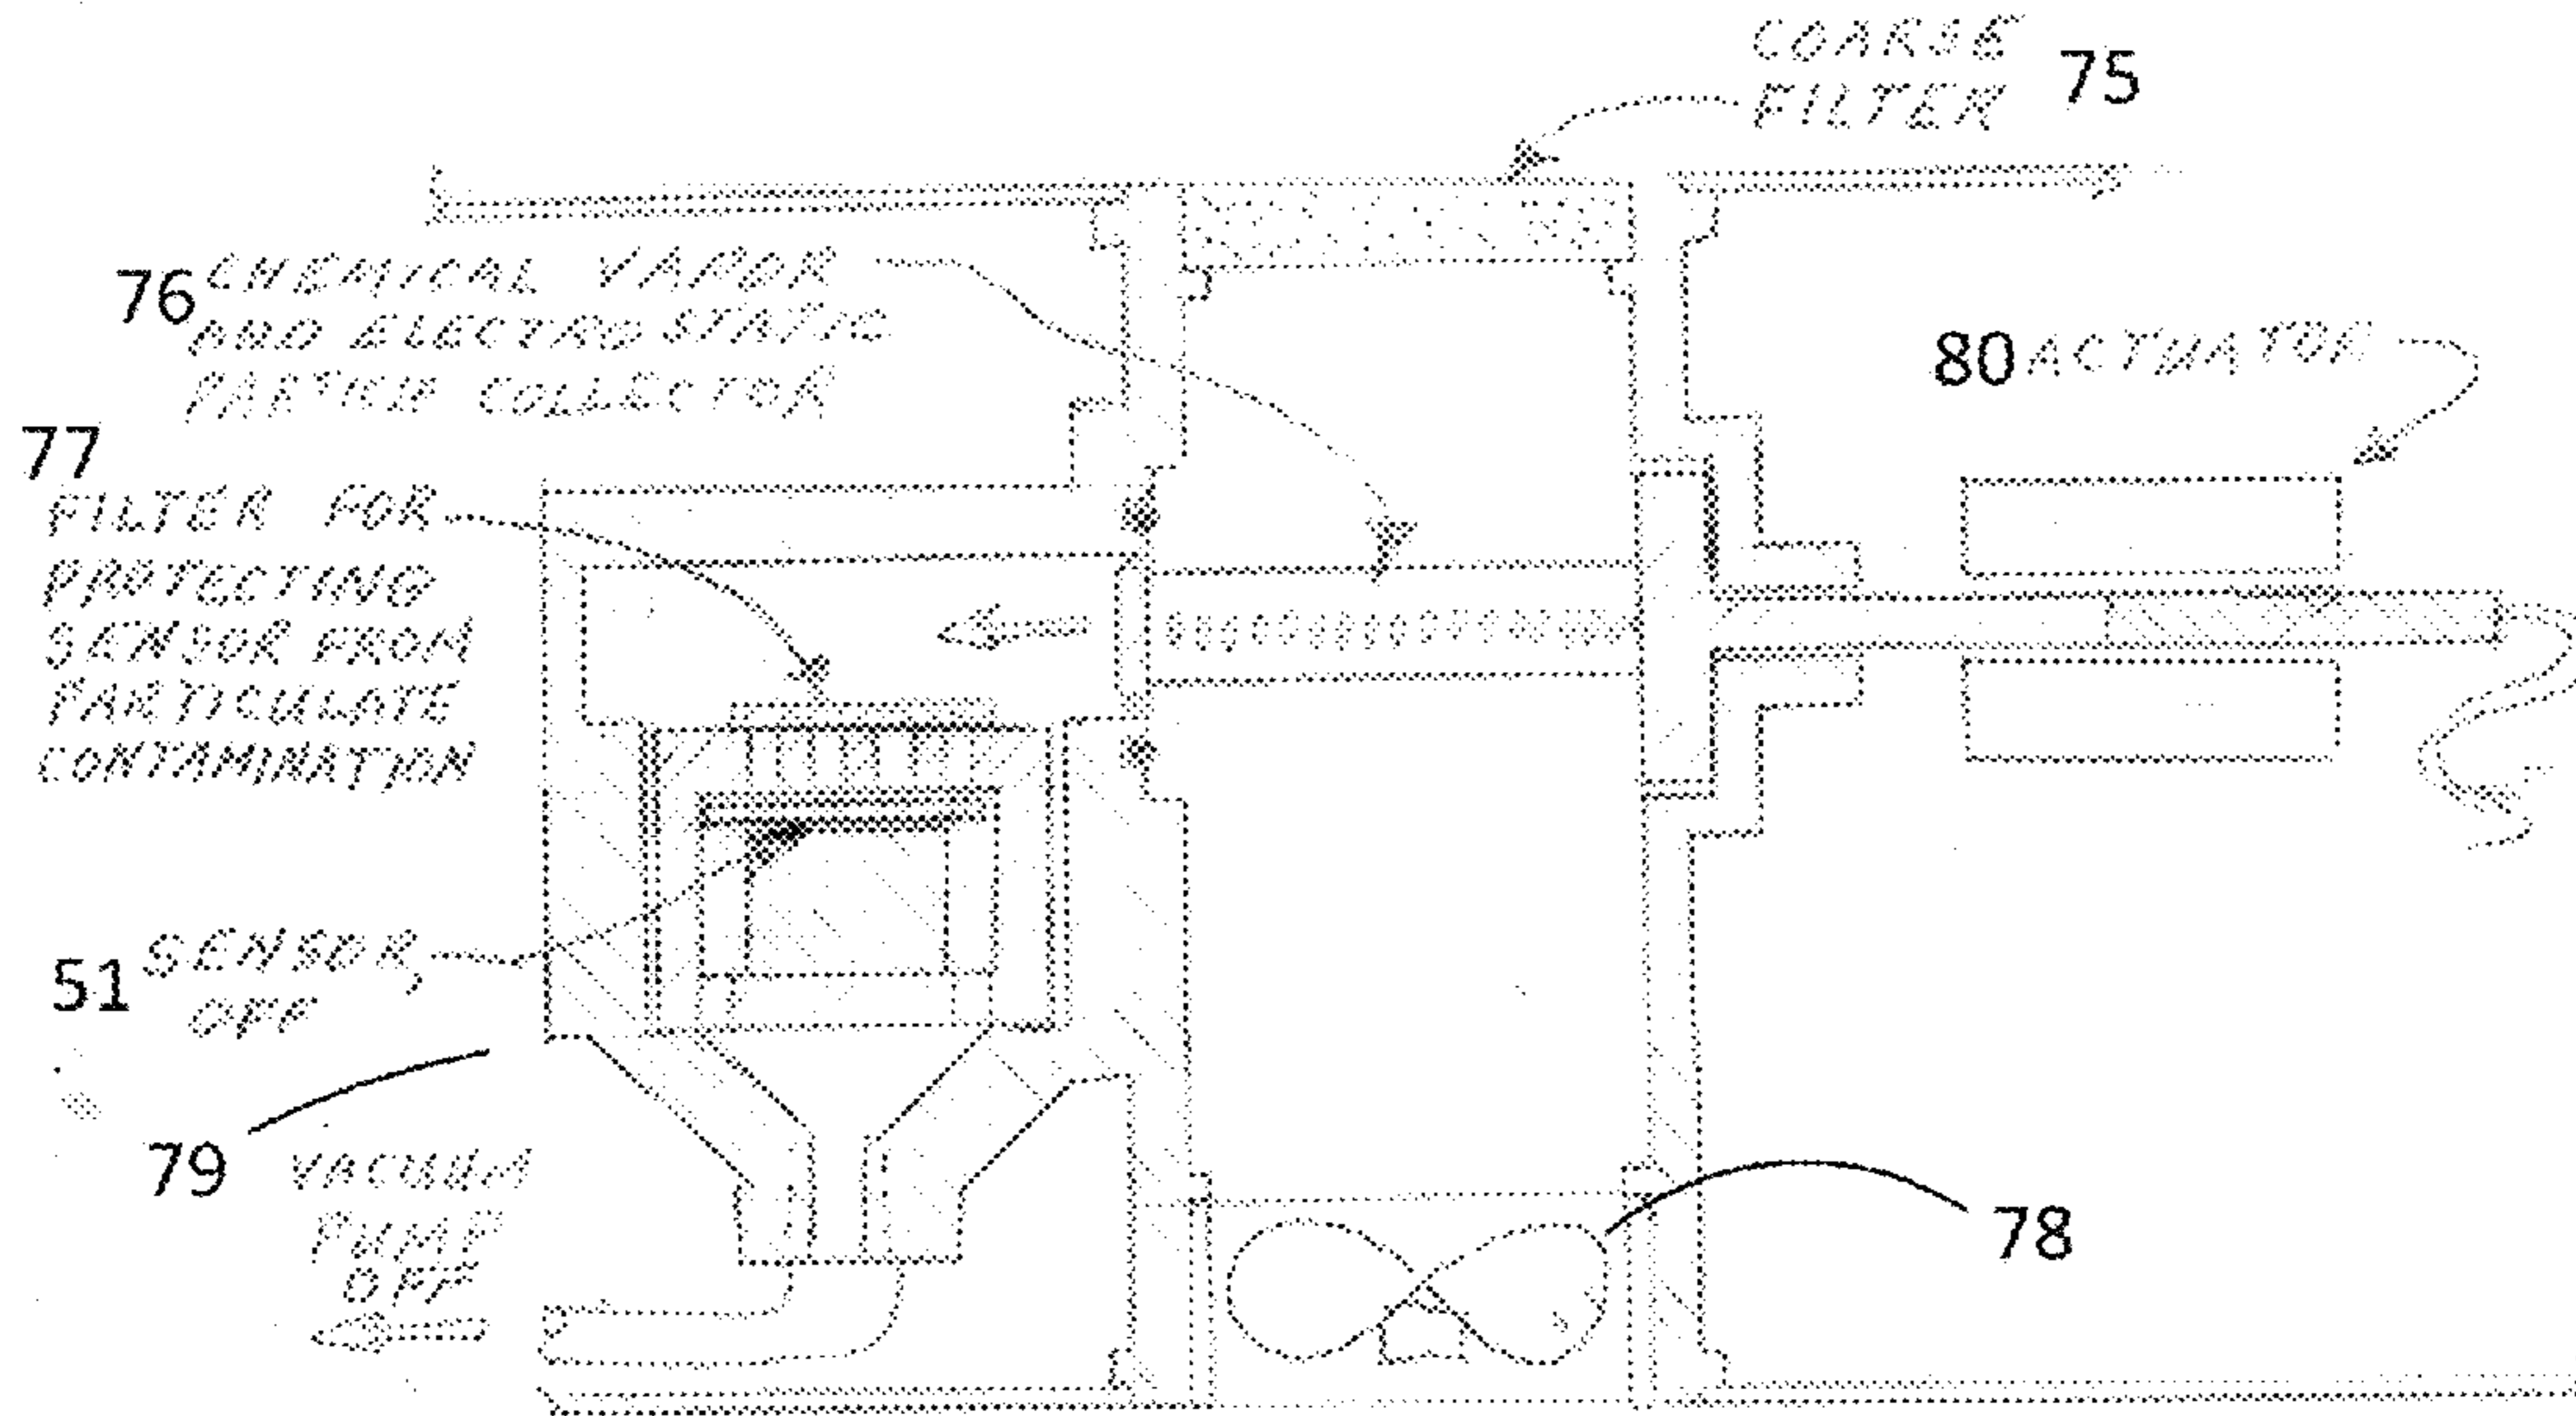 COARSE
FILTER 75
76 CHEMICAL VAPOR
AND ELECTROSTATIC
PARTICLE COLLECTOR
80 ACTUATOR
77
FILTER FOR
PROTECTING
SENSOR FROM
PARTICULATE
CONTAMINATION
51 SENSOR,
OFF
79 VACUUM
PUMP
OFF
78